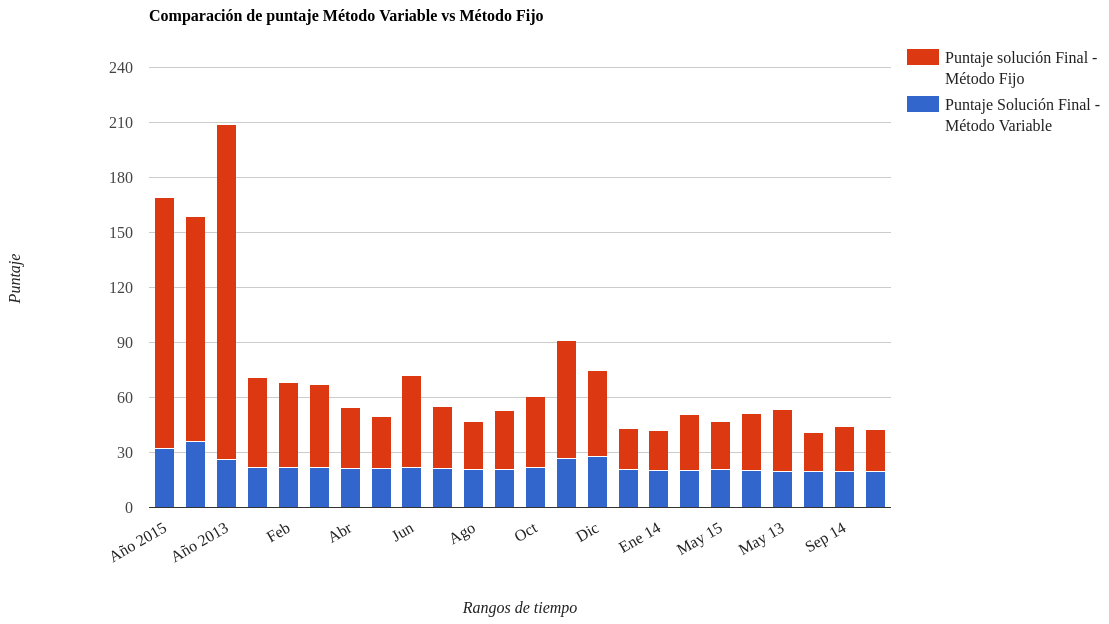 Comparación de puntaje Método Variable vs Método Fijo
Puntaje solución Final -
Método Fijo
Puntaje Solución Final -
Método Variable
Puntaje
240
210
180
150
120
90
60
30
0
Año 2015
Año 2013
Feb
Abr
Jun
Ago
Oct
Dic
Ene 14
May 15
May 13
Sep 14
Rangos de tiempo